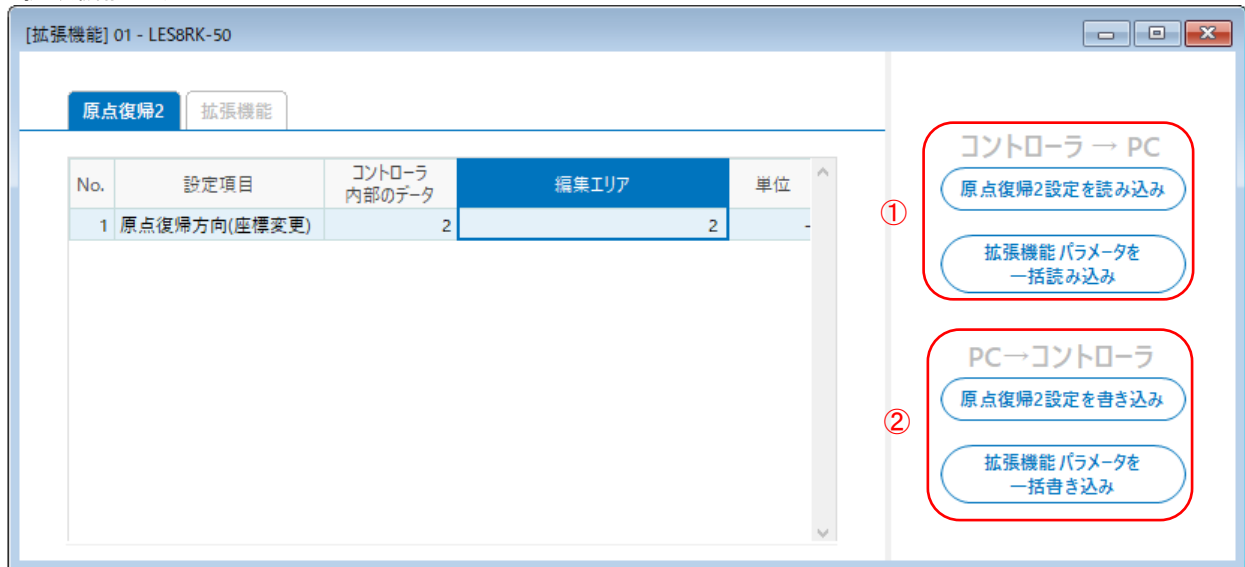 [拡張機能] 01 - LES8RK-50
原点復帰2 拡張機能
No. 設定項目 コントローラ
内部のデータ 編集エリア 単位
1 原点復帰方向(座標変更) 2 2 -
①
コントローラ → PC
原点復帰2設定を読み込み
拡張機能 パラメータを
一括読み込み
②
PC→コントローラ
原点復帰2設定を書き込み
拡張機能 パラメータを
一括書き込み